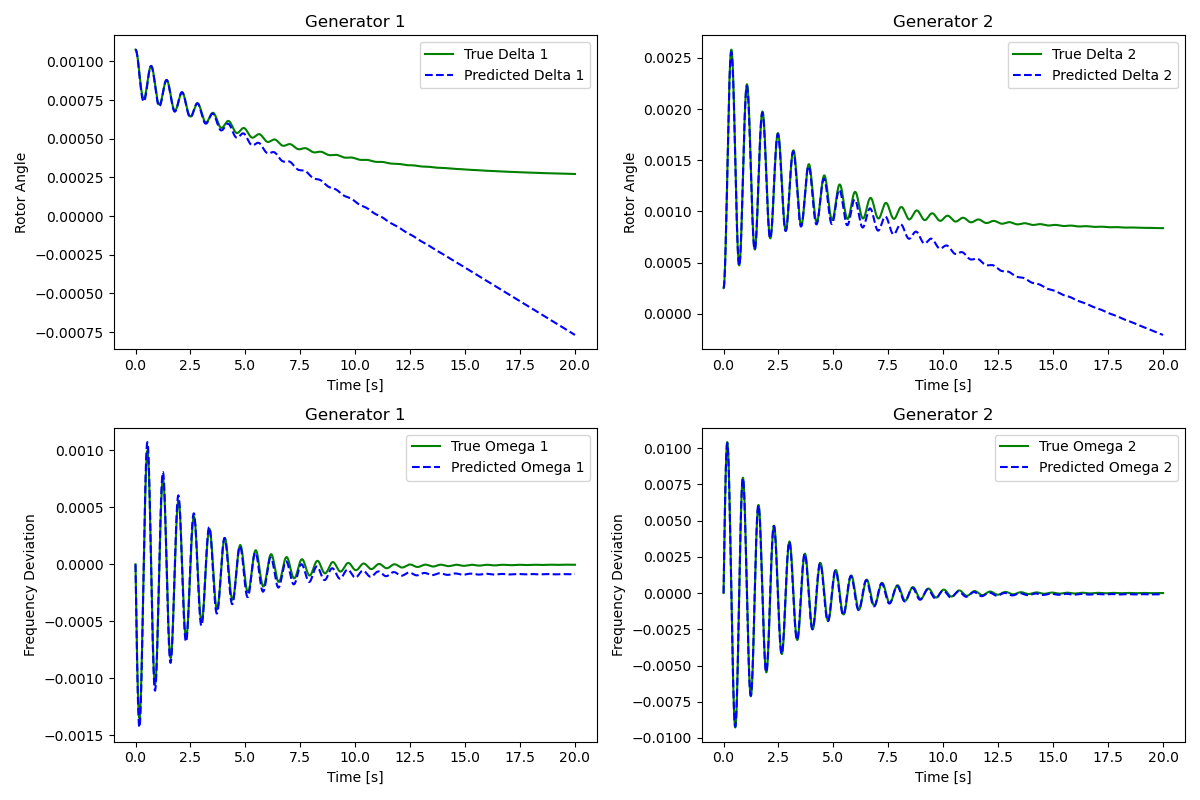 Generator 1
0.00100
0.00075
0.00050
0.00025
0.00000
−0.00025
−0.00050
−0.00075
Rotor Angle
True Delta 1
Predicted Delta 1
0.0 2.5 5.0 7.5 10.0 12.5 15.0 17.5 20.0
Time [s]
Generator 2
0.0025
0.0020
0.0015
0.0010
0.0005
0.0000
Rotor Angle
True Delta 2
Predicted Delta 2
0.0 2.5 5.0 7.5 10.0 12.5 15.0 17.5 20.0
Time [s]
Generator 1
0.0010
0.0005
0.0000
−0.0005
−0.0010
−0.0015
Frequency Deviation
True Omega 1
Predicted Omega 1
0.0 2.5 5.0 7.5 10.0 12.5 15.0 17.5 20.0
Time [s]
Generator 2
0.0100
0.0075
0.0050
0.0025
0.0000
−0.0025
−0.0050
−0.0075
−0.0100
Frequency Deviation
True Omega 2
Predicted Omega 2
0.0 2.5 5.0 7.5 10.0 12.5 15.0 17.5 20.0
Time [s]